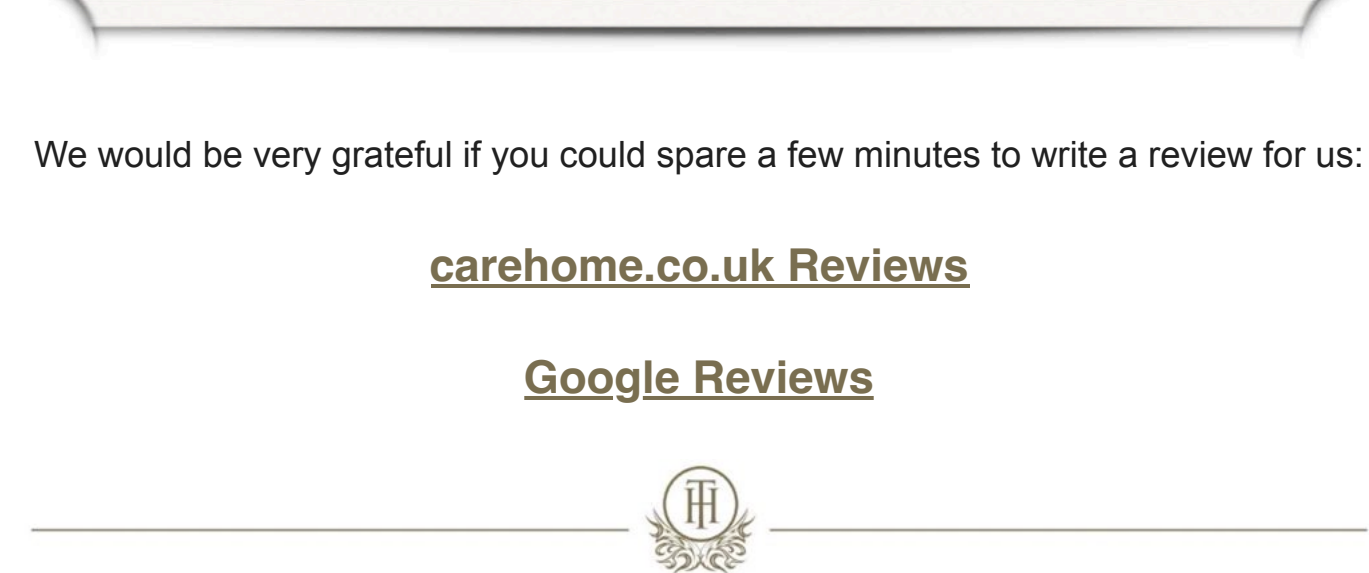 We would be very grateful if you could spare a few minutes to write a review for us:
carehome.co.uk Reviews
Google Reviews
TH